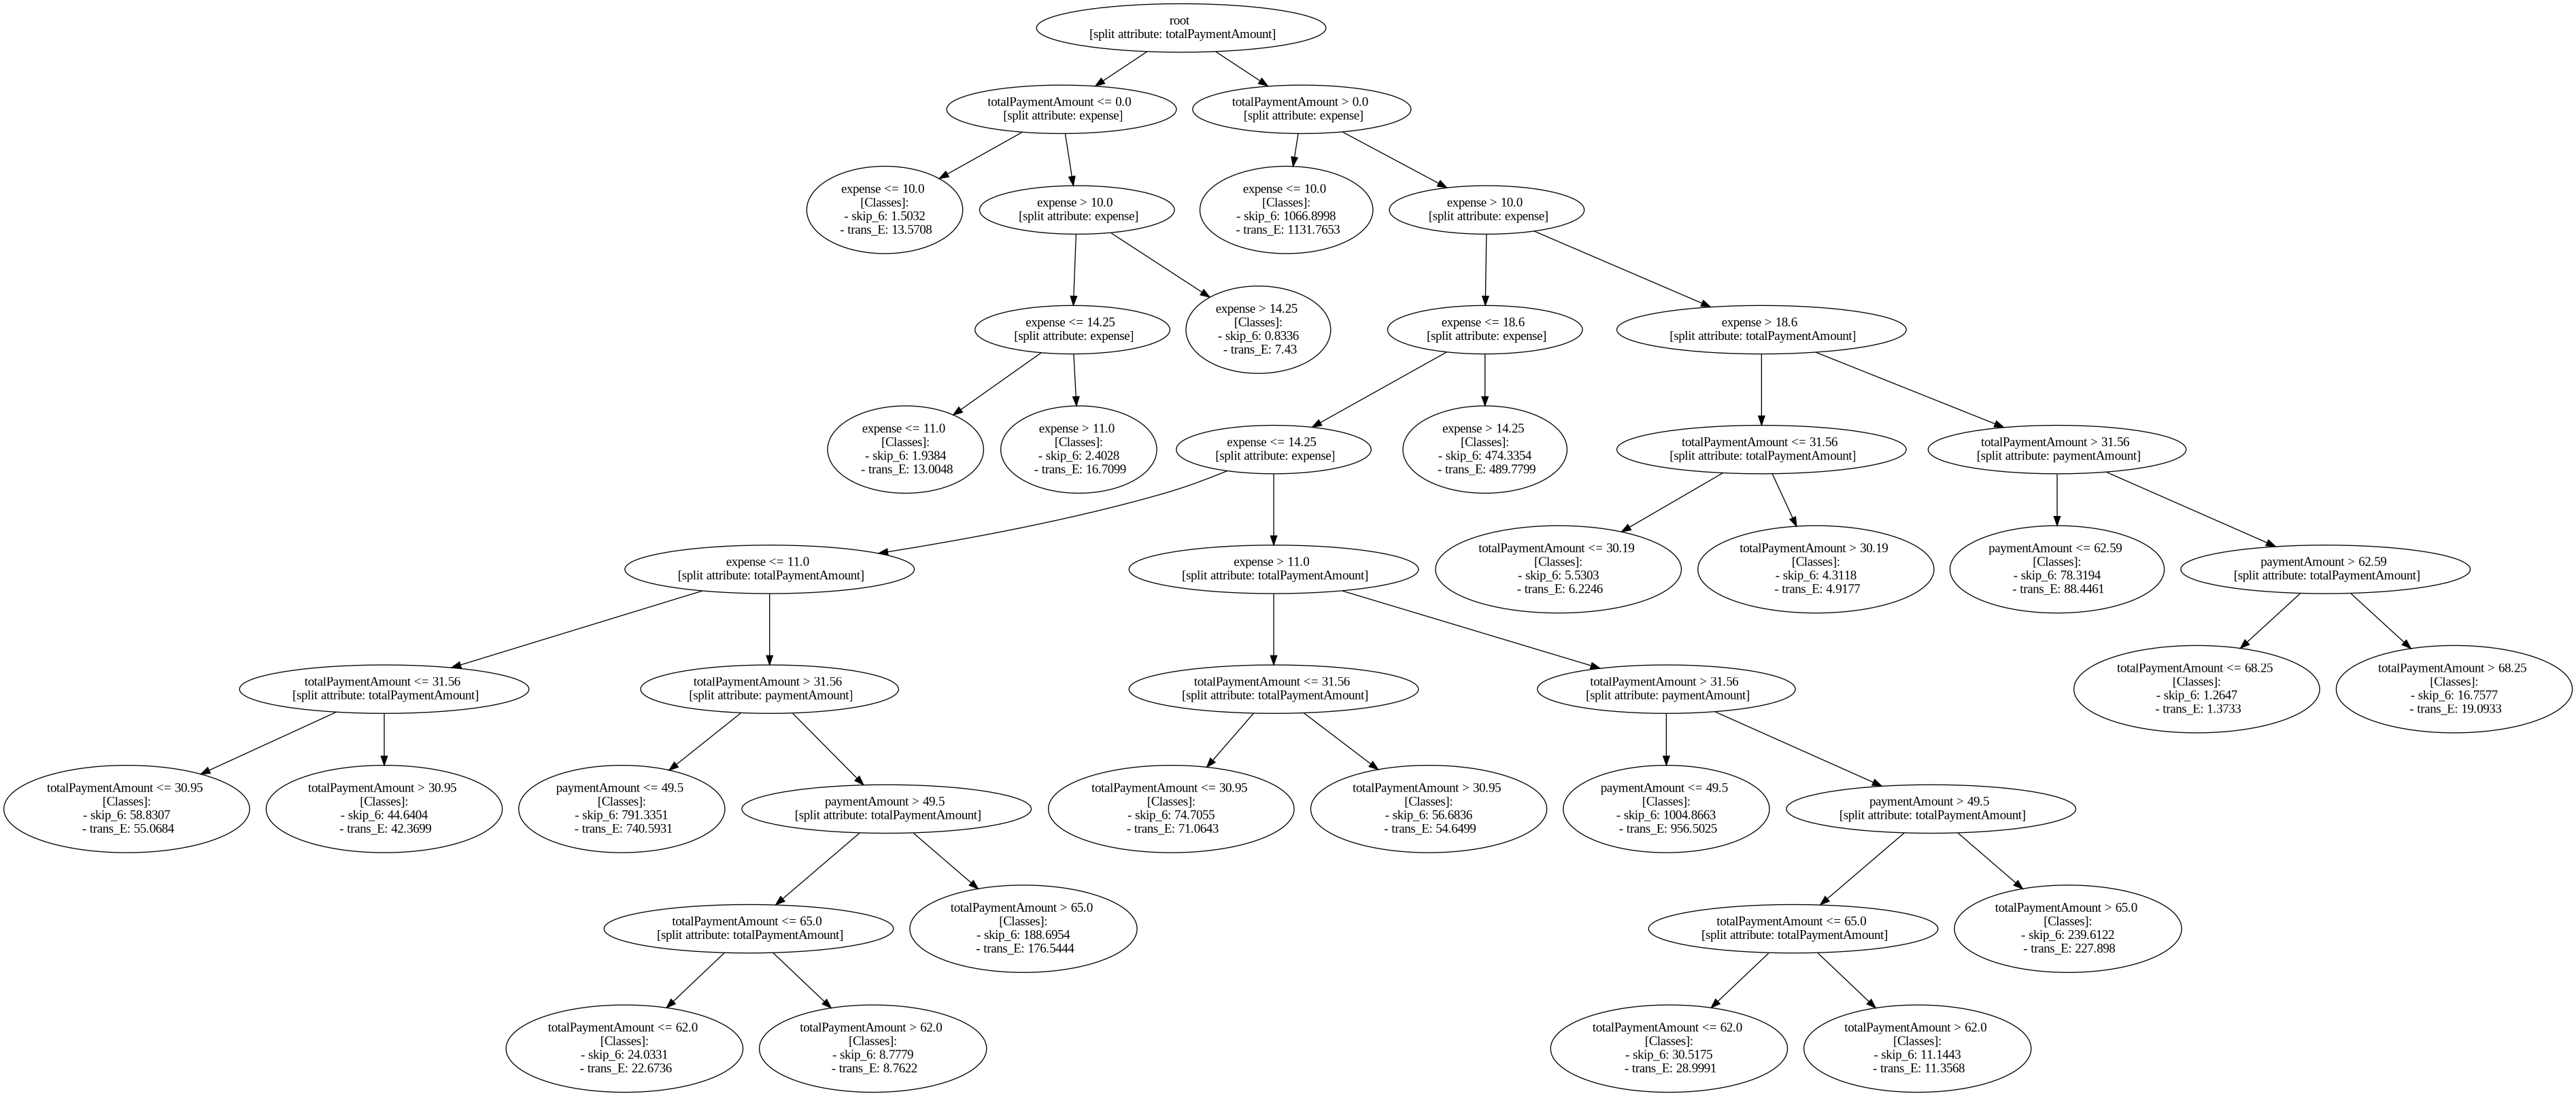 root
[split attribute: totalPaymentAmount]
totalPaymentAmount <= 0.0
[split attribute: expense]
totalPaymentAmount > 0.0
[split attribute: expense]
expense <= 10.0
[Classes]:
- skip_6: 1.5032
- trans_E: 13.5708
expense > 10.0
[split attribute: expense]
expense <= 10.0
[Classes]:
- skip_6: 1066.8998
- trans_E: 1131.7653
expense > 10.0
[split attribute: expense]
expense <= 14.25
[split attribute: expense]
expense > 14.25
[Classes]:
- skip_6: 0.8336
- trans_E: 7.43
expense <= 18.6
[split attribute: expense]
expense > 18.6
[split attribute: totalPaymentAmount]
expense <= 11.0
[Classes]:
- skip_6: 1.9384
- trans_E: 13.0048
expense > 11.0
[Classes]:
- skip_6: 2.4028
- trans_E: 16.7099
expense <= 14.25
[split attribute: expense]
expense > 14.25
[Classes]:
- skip_6: 474.3354
- trans_E: 489.7799
totalPaymentAmount <= 31.56
[split attribute: totalPaymentAmount]
totalPaymentAmount > 31.56
[split attribute: paymentAmount]
expense <= 11.0
[split attribute: totalPaymentAmount]
expense > 11.0
[split attribute: totalPaymentAmount]
totalPaymentAmount <= 30.19
[Classes]:
- skip_6: 5.5303
- trans_E: 6.2246
totalPaymentAmount > 30.19
[Classes]:
- skip_6: 4.3118
- trans_E: 4.9177
paymentAmount <= 62.59
[Classes]:
- skip_6: 78.3194
- trans_E: 88.4461
paymentAmount > 62.59
[split attribute: totalPaymentAmount]
totalPaymentAmount <= 31.56
[split attribute: totalPaymentAmount]
totalPaymentAmount > 31.56
[split attribute: paymentAmount]
totalPaymentAmount <= 31.56
[split attribute: totalPaymentAmount]
totalPaymentAmount > 31.56
[split attribute: paymentAmount]
totalPaymentAmount <= 68.25
[Classes]:
- skip_6: 1.2647
- trans_E: 1.3733
totalPaymentAmount > 68.25
[Classes]:
- skip_6: 16.7577
- trans_E: 19.0933
totalPaymentAmount <= 30.95
[Classes]:
- skip_6: 58.8307
- trans_E: 55.0684
totalPaymentAmount > 30.95
[Classes]:
- skip_6: 44.6404
- trans_E: 42.3699
paymentAmount <= 49.5
[Classes]:
- skip_6: 791.3351
- trans_E: 740.5931
paymentAmount > 49.5
[split attribute: totalPaymentAmount]
totalPaymentAmount <= 30.95
[Classes]:
- skip_6: 74.7055
- trans_E: 71.0643
totalPaymentAmount > 30.95
[Classes]:
- skip_6: 56.6836
- trans_E: 54.6499
paymentAmount <= 49.5
[Classes]:
- skip_6: 1004.8663
- trans_E: 956.5025
paymentAmount > 49.5
[split attribute: totalPaymentAmount]
totalPaymentAmount <= 65.0
[split attribute: totalPaymentAmount]
totalPaymentAmount > 65.0
[Classes]:
- skip_6: 188.6954
- trans_E: 176.5444
totalPaymentAmount <= 65.0
[split attribute: totalPaymentAmount]
totalPaymentAmount > 65.0
[Classes]:
- skip_6: 239.6122
- trans_E: 227.898
totalPaymentAmount <= 62.0
[Classes]:
- skip_6: 24.0331
- trans_E: 22.6736
totalPaymentAmount > 62.0
[Classes]:
- skip_6: 8.7779
- trans_E: 8.7622
totalPaymentAmount <= 62.0
[Classes]:
- skip_6: 30.5175
- trans_E: 28.9991
totalPaymentAmount > 62.0
[Classes]:
- skip_6: 11.1443
- trans_E: 11.3568